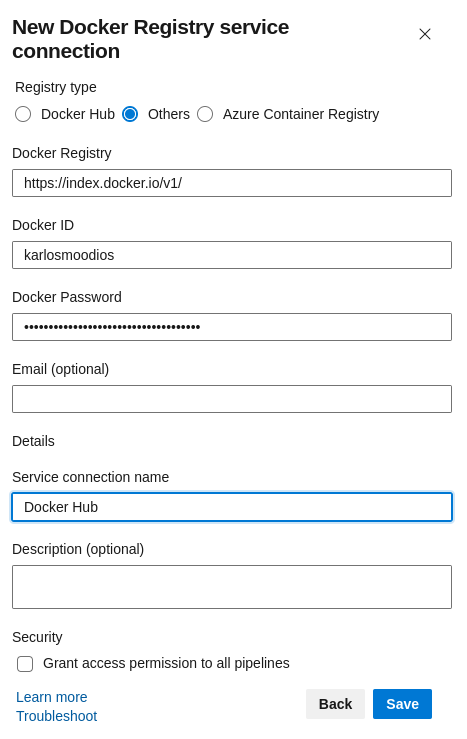 New Docker Registry service
connection
Registry type
Docker Hub Others Azure Container Registry
Docker Registry
https://index.docker.io/v1/
Docker ID
karlosmoodios
Docker Password
••••••••••••••••••••••••••••••••••••
Email (optional)
Details
Service connection name
Docker Hub
Description (optional)
Security
Grant access permission to all pipelines
Learn more
Troubleshoot
Back Save